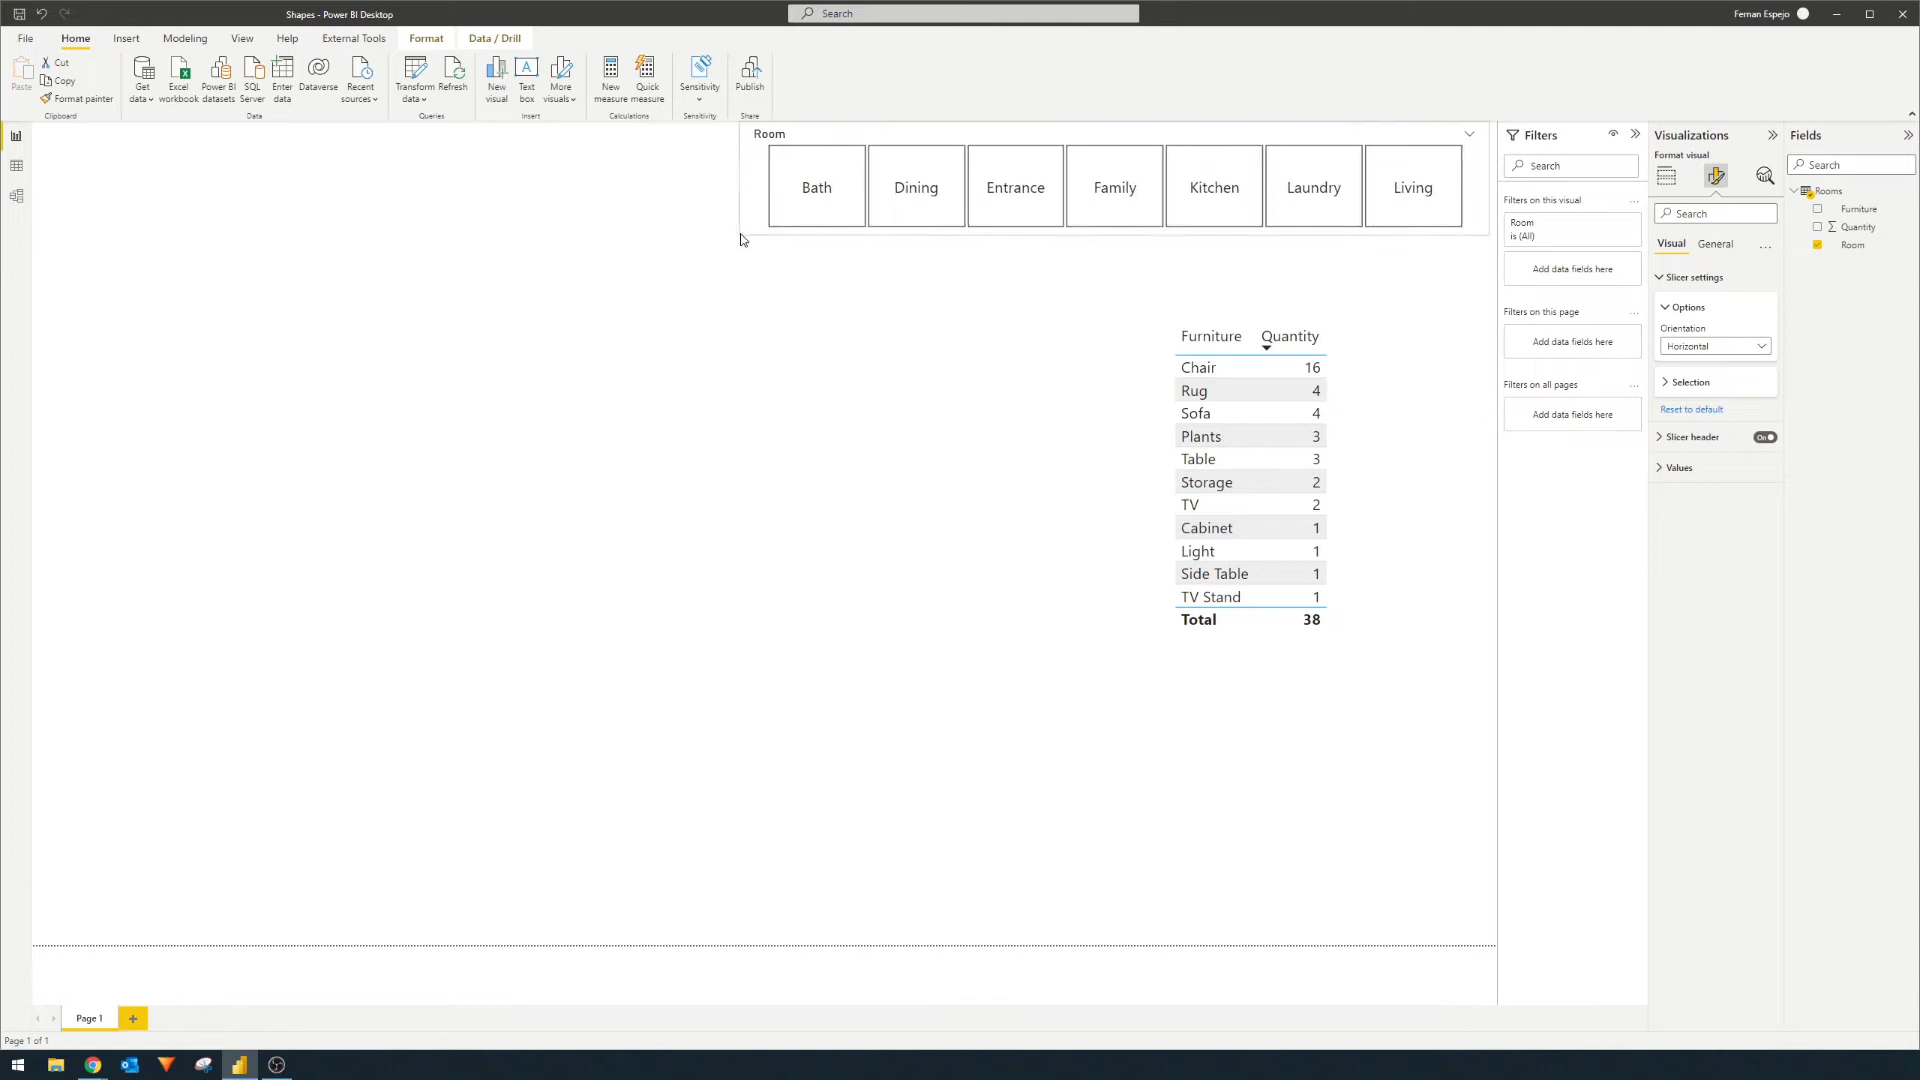 Shapes - Power BI Desktop
Search
Fernan Espejo
File
Home
Insert
Modeling
View
Help
External Tools
Format
Data / Drill
Paste
Cut
Copy
Format painter
Clipboard
Get data
Excel workbook
Power BI datasets
SQL Server
Enter data
Dataverse
Recent sources
Data
Transform data
Refresh
Queries
New visual
Text box
More visuals
Insert
New measure
Quick measure
Calculations
Sensitivity
Sensitivity
Publish
Share
Room
Bath
Dining
Entrance
Family
Kitchen
Laundry
Living
Furniture Quantity
Chair 16
Rug 4
Sofa 4
Plants 3
Table 3
Storage 2
TV 2
Cabinet 1
Light 1
Side Table 1
TV Stand 1
Total 38
Filters
Search
Filters on this visual
Room
is (All)
Add data fields here
Filters on this page
Add data fields here
Filters on all pages
Add data fields here
Visualizations
Format visual
Search
Visual
General
Slicer settings
Options
Orientation
Horizontal
Selection
Reset to default
Slicer header
On
Values
Fields
Search
Rooms
Furniture
Quantity
Room
Page 1
Page 1 of 1